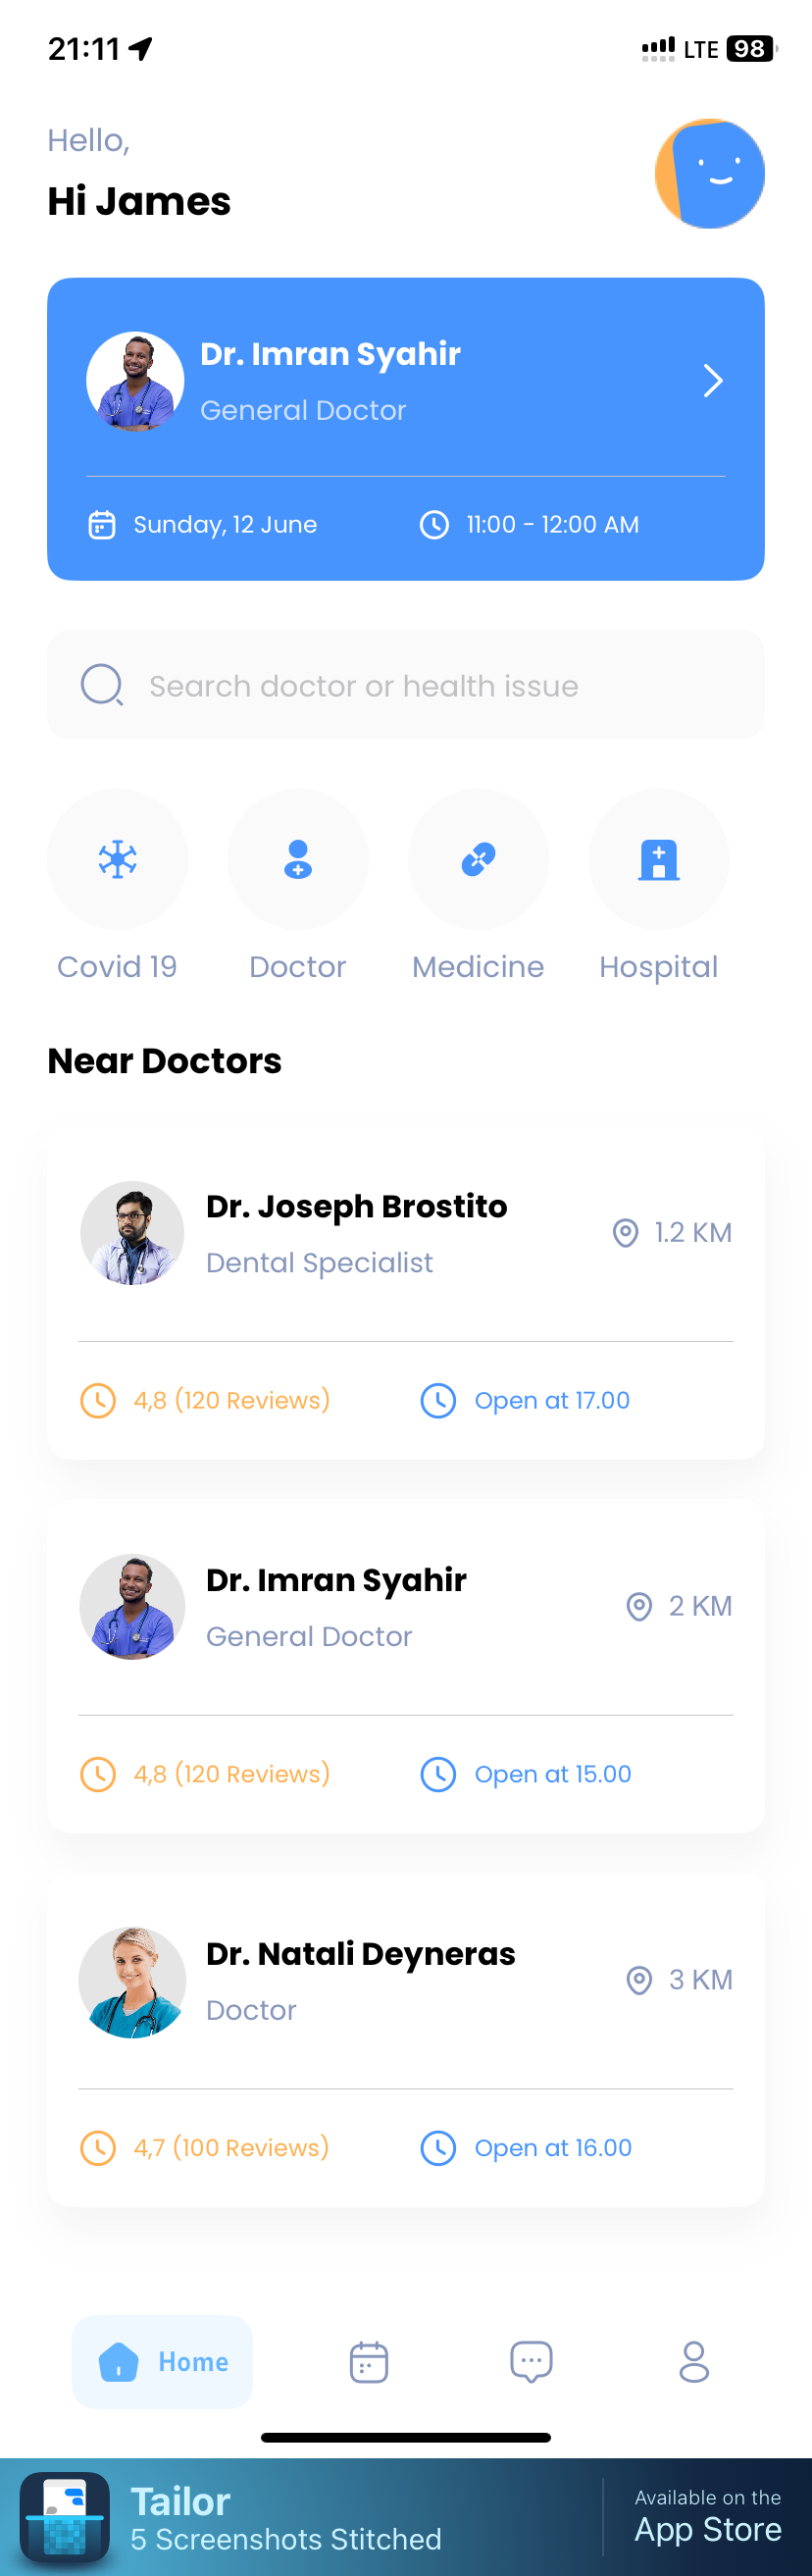 21:11
LTE 98
Hello,
Hi James
Dr. Imran Syahir
General Doctor
Sunday, 12 June
11:00 - 12:00 AM
Search doctor or health issue
Covid 19
Doctor
Medicine
Hospital
Near Doctors
Dr. Joseph Brostito
Dental Specialist
1.2 KM
4,8 (120 Reviews)
Open at 17.00
Dr. Imran Syahir
General Doctor
2 KM
4,8 (120 Reviews)
Open at 15.00
Dr. Natali Deyneras
Doctor
3 KM
4,7 (100 Reviews)
Open at 16.00
Home
Tailor
5 Screenshots Stitched
Available on the
App Store